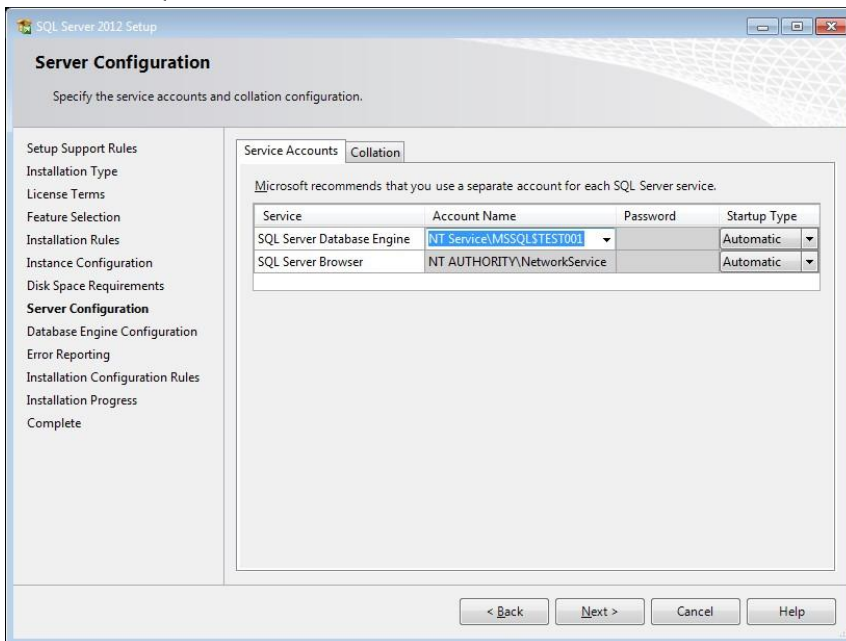 SQL Server 2012 Setup
Server Configuration
Specify the service accounts and collation configuration.
Setup Support Rules
Installation Type
License Terms
Feature Selection
Installation Rules
Instance Configuration
Disk Space Requirements
Server Configuration
Database Engine Configuration
Error Reporting
Installation Configuration Rules
Installation Progress
Complete
Service Accounts Collation
Microsoft recommends that you use a separate account for each SQL Server service.
Service Account Name Password Startup Type
SQL Server Database Engine NT Service\MSSQL$TEST001 Automatic
SQL Server Browser NT AUTHORITY\NetworkService Automatic
< Back Next > Cancel Help